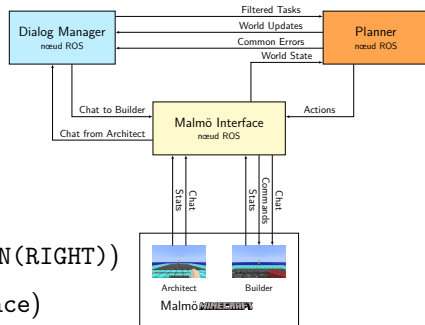 Filtered Tasks
World Updates
Common Errors
World State
Dialog Manager
nœud ROS
Planner
nœud ROS
Chat to Builder
Chat from Architect
Actions
Malmö Interface
nœud ROS
Stats
Chat
Stats
Commands
Chat
N(RIGHT))
ace)
Architect
Builder
Malmö MINECRAFT